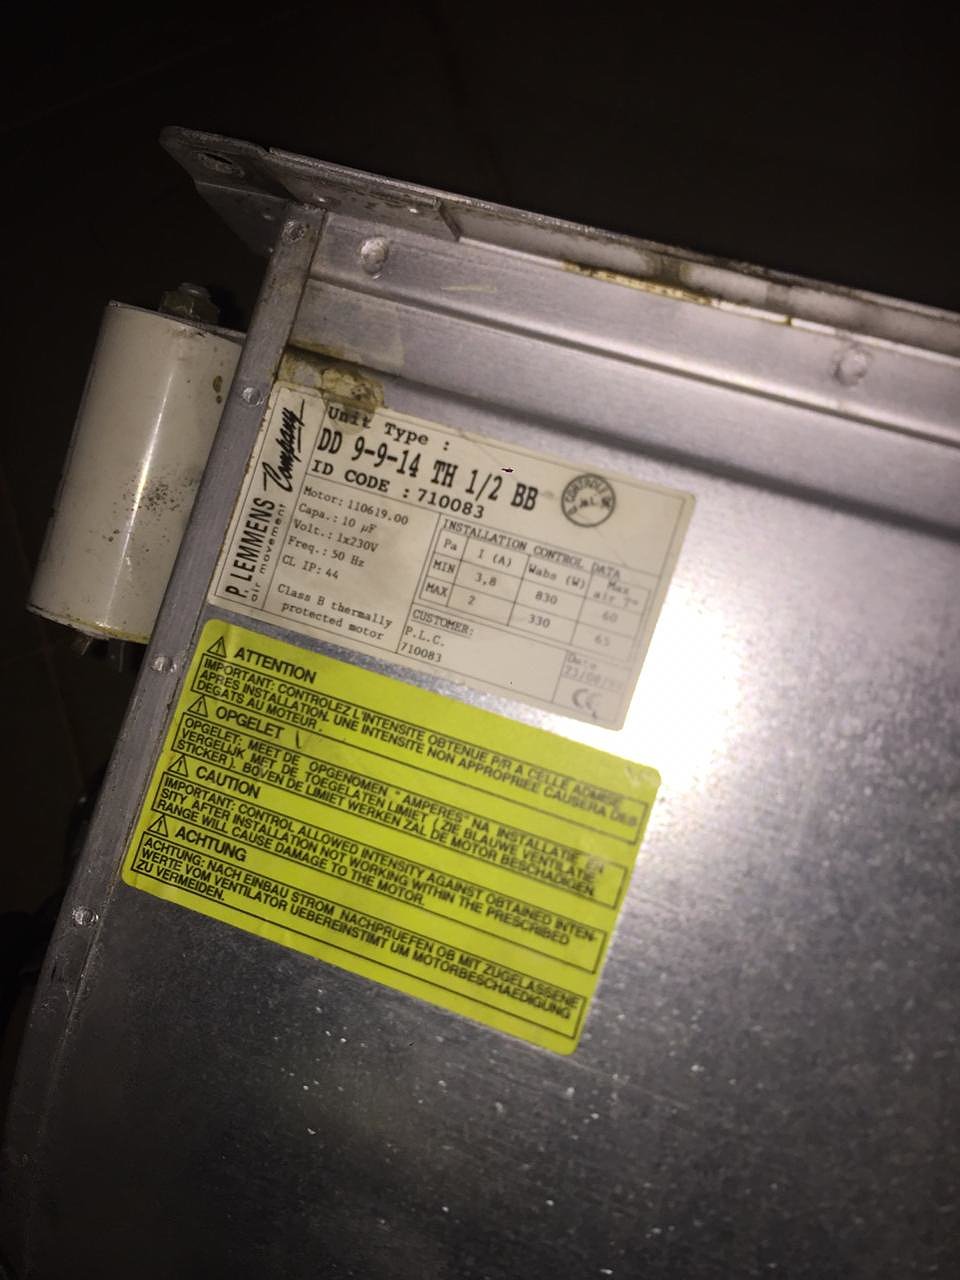 P. LEMMENS Company
air movement
Unit Type :
DD 9-9-14 TH 1/2 BB
ID CODE : 710083
Motor: 110619.00
Capa.: 10 µF
Volt.: 1x230V
Freq.: 50 Hz
CL IP: 44
Class B thermally
protected motor
CONTROLE
INSTALLATION CONTROL DATA
Pa I (A) Wabs (W) Max air T°
MIN 3,8 830 60
MAX 2 330 65
CUSTOMER:
P.L.C.
710083
Date
CE
ATTENTION
IMPORTANT: CONTROLEZ L'INTENSITE OBTENUE P/R A CELLE ADMISE
APRES INSTALLATION. UNE INTENSITE NON APPROPRIEE CAUSERA DES
DEGATS AU MOTEUR.
OPGELET
OPGELET: MEET DE OPGENOMEN "AMPERES" NA INSTALLATIE EN
VERGELIJK MET DE TOEGELATEN LIMIET ( ZIE BLAUWE VENTILATIE
STICKER ). BOVEN DE LIMIET WERKEN ZAL DE MOTOR BESCHADIGEN.
CAUTION
IMPORTANT: CONTROL ALLOWED INTENSITY AGAINST OBTAINED INTEN-
SITY AFTER INSTALLATION NOT WORKING WITHIN THE PRESCRIBED
RANGE WILL CAUSE DAMAGE TO THE MOTOR.
ACHTUNG
ACHTUNG: NACH EINBAU STROM NACHPRUEFEN OB MIT ZUGELASSENE
WERTE VOM VENTILATOR UEBEREINSTIMT UM MOTORBESCHAEDIGUNG
ZU VERMEIDEN.